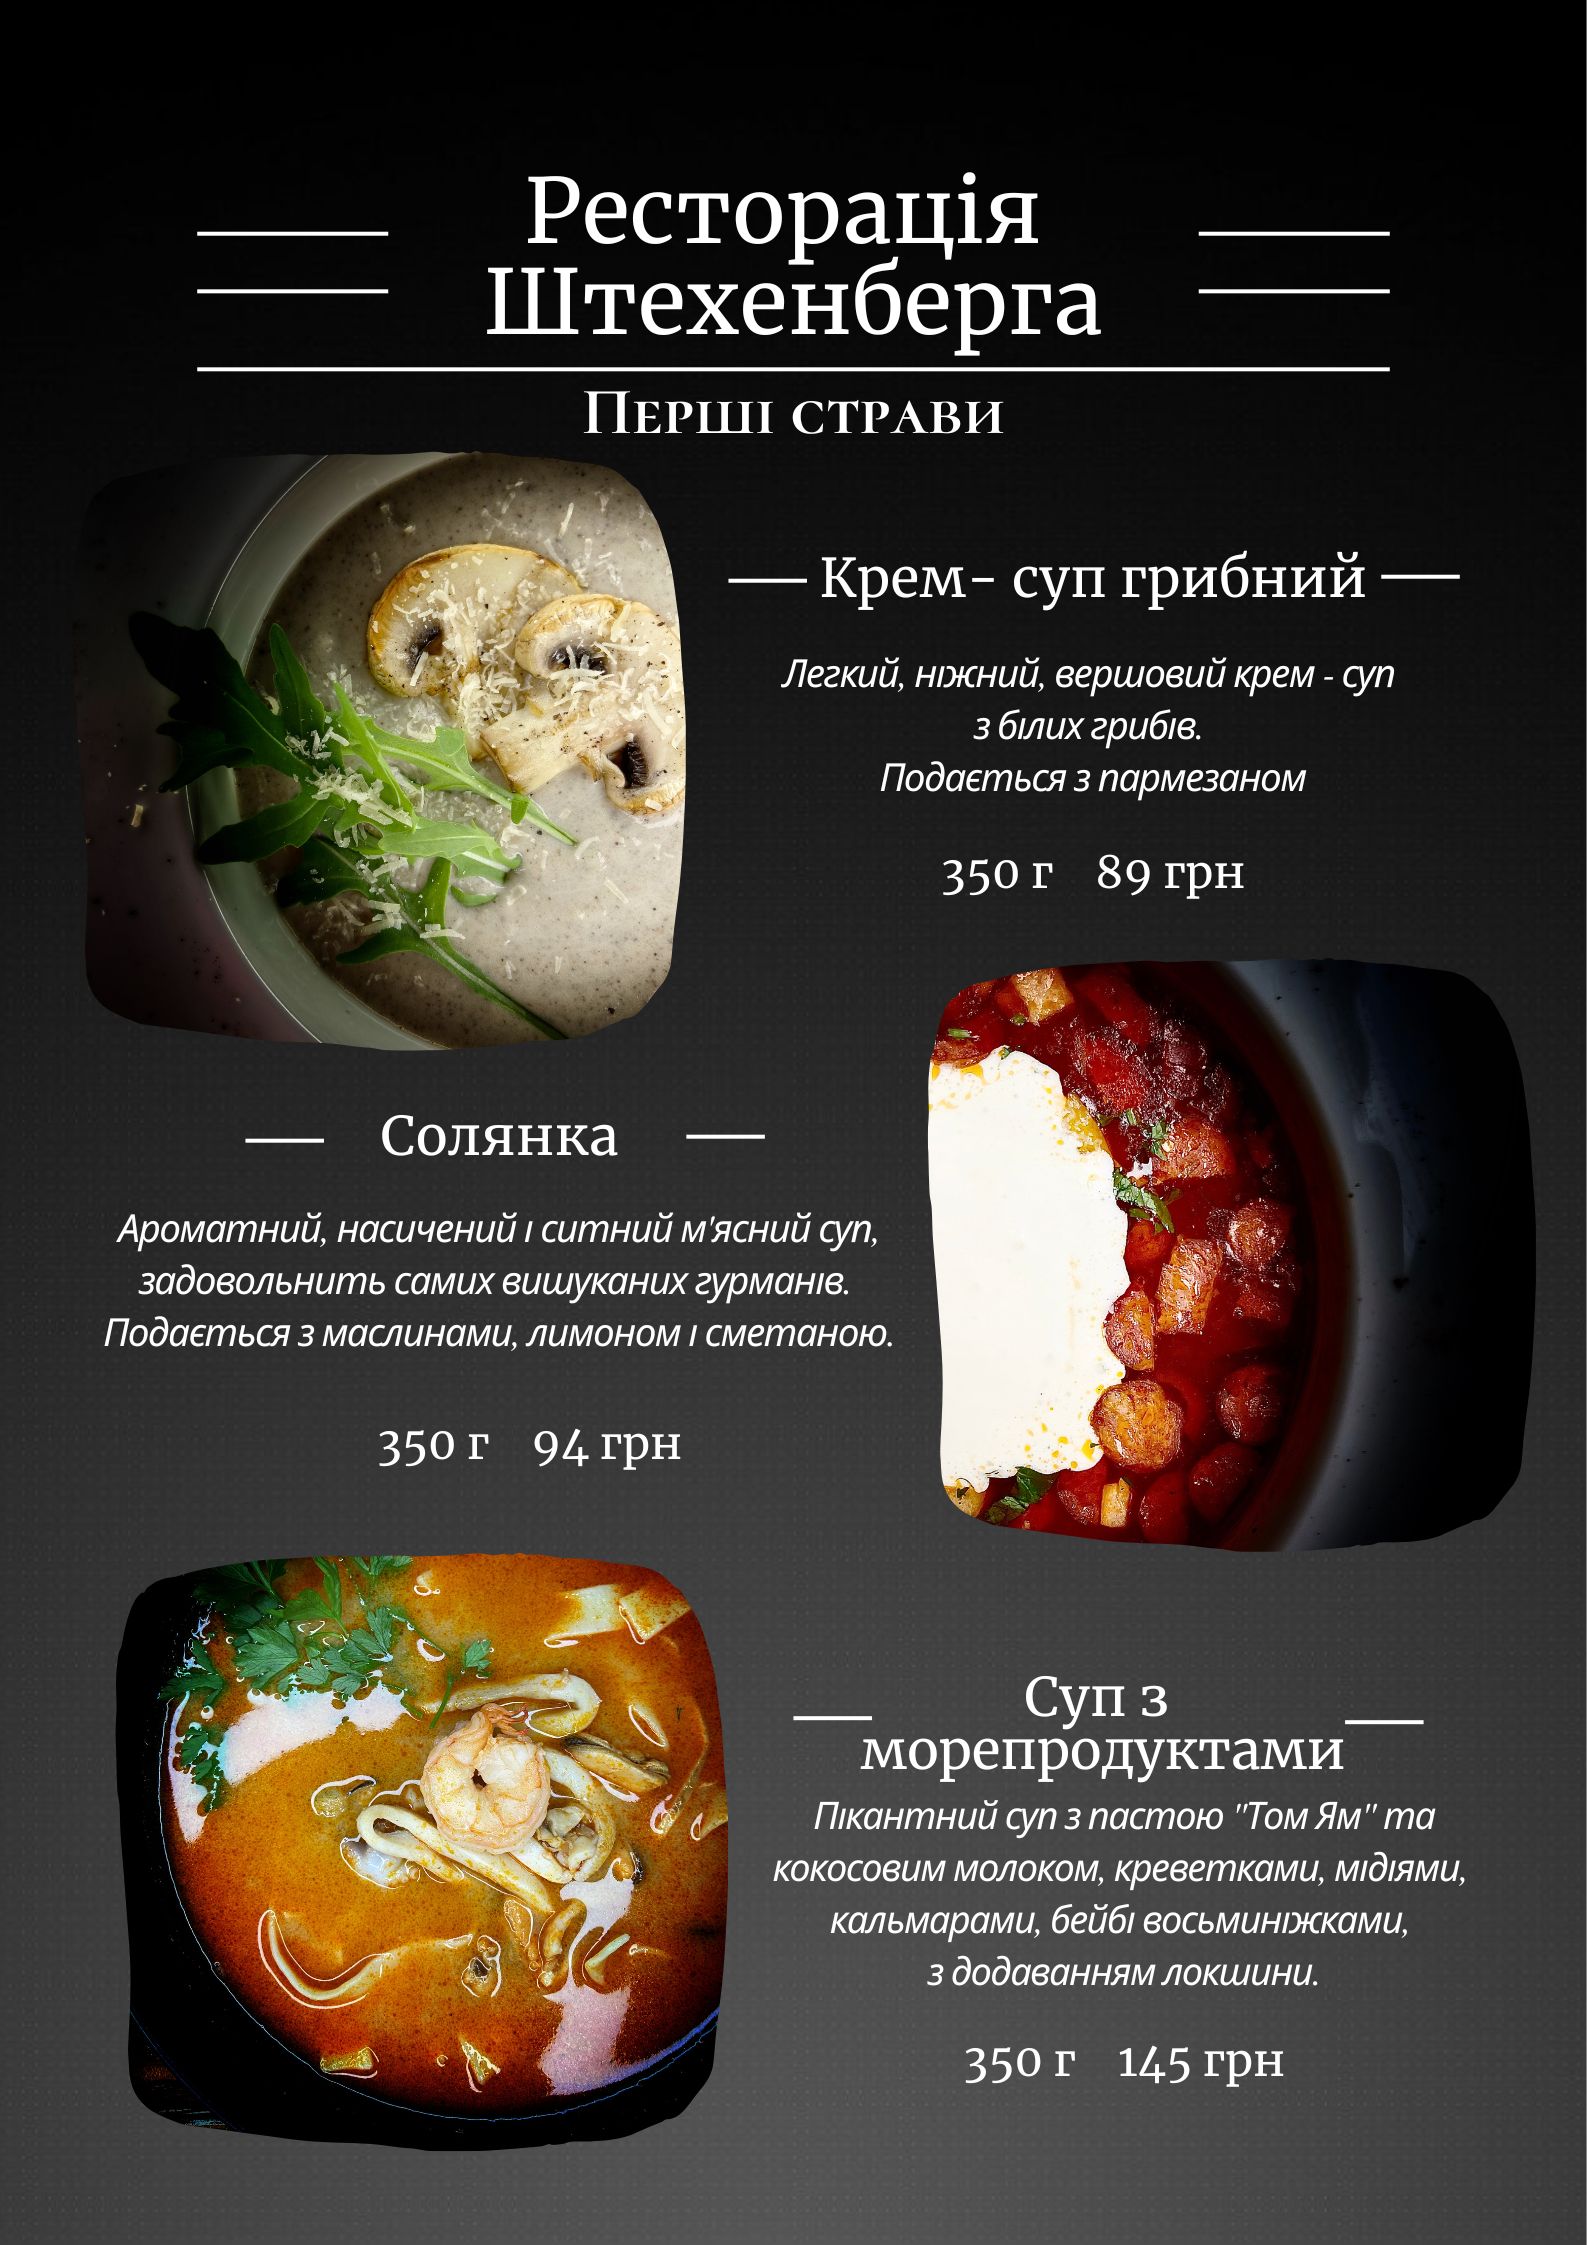 Ресторація
Штехенберга
Перші страви
Крем- суп грибний
Легкий, ніжний, вершовий крем - суп
з білих грибів.
Подається з пармезаном
350 г 89 грн
Солянка
Ароматний, насичений і ситний м'ясний суп,
задовольнить самих вишуканих гурманів.
Подається з маслинами, лимоном і сметаною.
350 г 94 грн
Суп з
морепродуктами
Пікантний суп з пастою "Том Ям" та
кокосовим молоком, креветками, мідіями,
кальмарами, бейбі восьминіжками,
з додаванням локшини.
350 г 145 грн